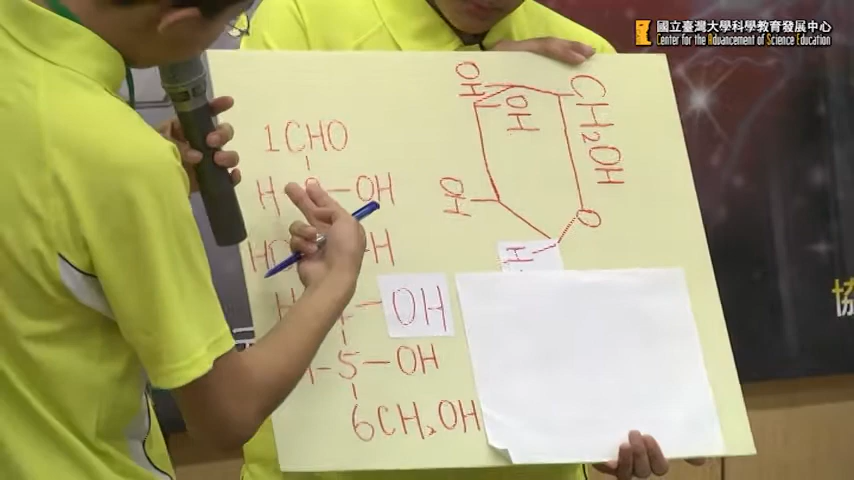 國立臺灣大學科學教育發展中心
Center for the Advancement of Science Education
1CHO
H OH
H
OH
5 OH
6CH₂OH
OH
OH
CH2OH
OH
O
H
協